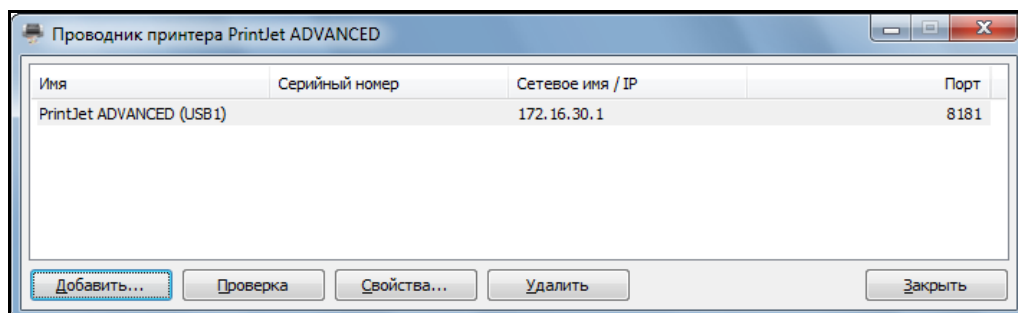 Проводник принтера PrintJet ADVANCED
Имя Серийный номер Сетевое имя / IP Порт
PrintJet ADVANCED (USB1) 172.16.30.1 8181
Добавить... Проверка Свойства... Удалить Закрыть